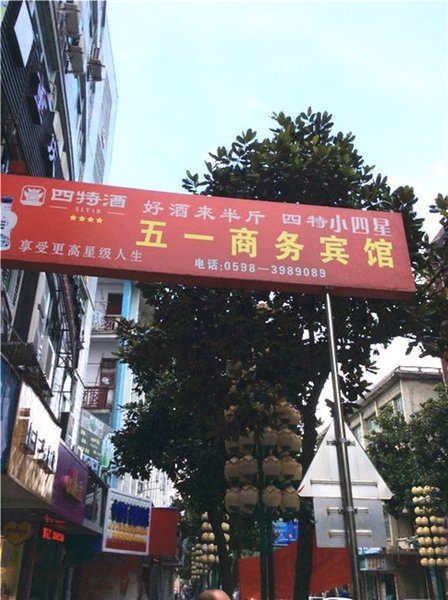 四特酒
SITIR
好酒来半斤 四特小四星
享受更高星级人生
五一商务宾馆
电话:0598—3989089